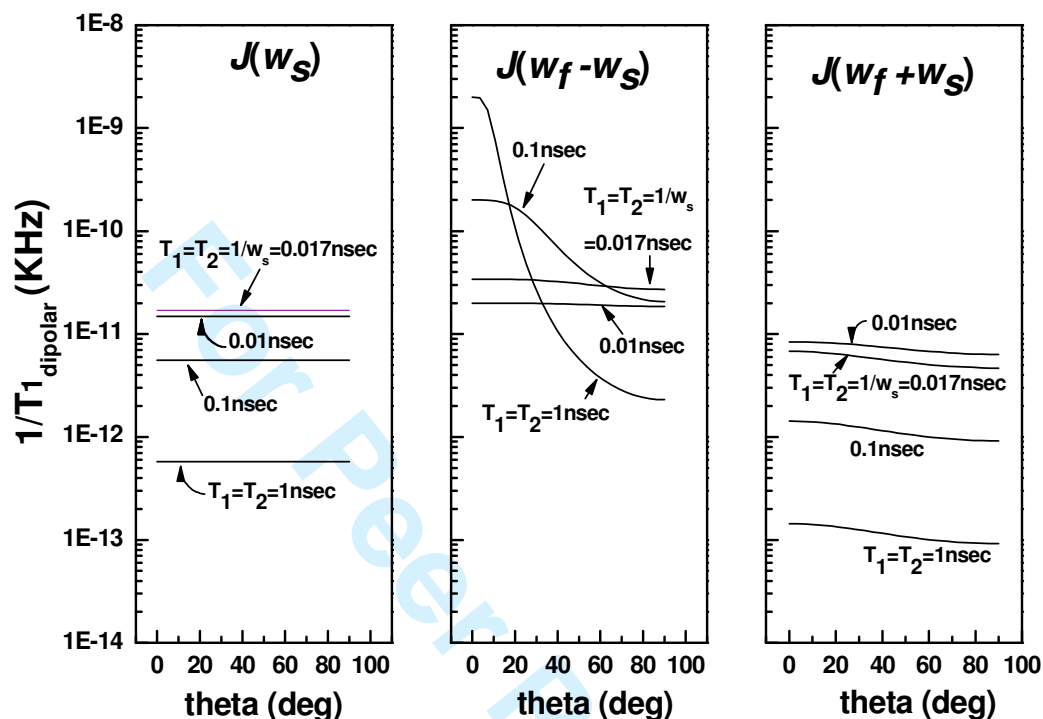 1/T1dipolar (KHz)
1E-8
1E-9
1E-10
1E-11
1E-12
1E-13
1E-14
J(ws)
T1=T2=1/ws=0.017nsec
0.01nsec
0.1nsec
T1=T2=1nsec
0 20 40 60 80 100
theta (deg)
J(wf -ws)
0.1nsec
T1=T2=1/ws
=0.017nsec
0.01nsec
T1=T2=1nsec
0 20 40 60 80 100
theta (deg)
J(wf +ws)
0.01nsec
T1=T2=1/ws=0.017nsec
0.1nsec
T1=T2=1nsec
0 20 40 60 80 100
theta (deg)
For Peer